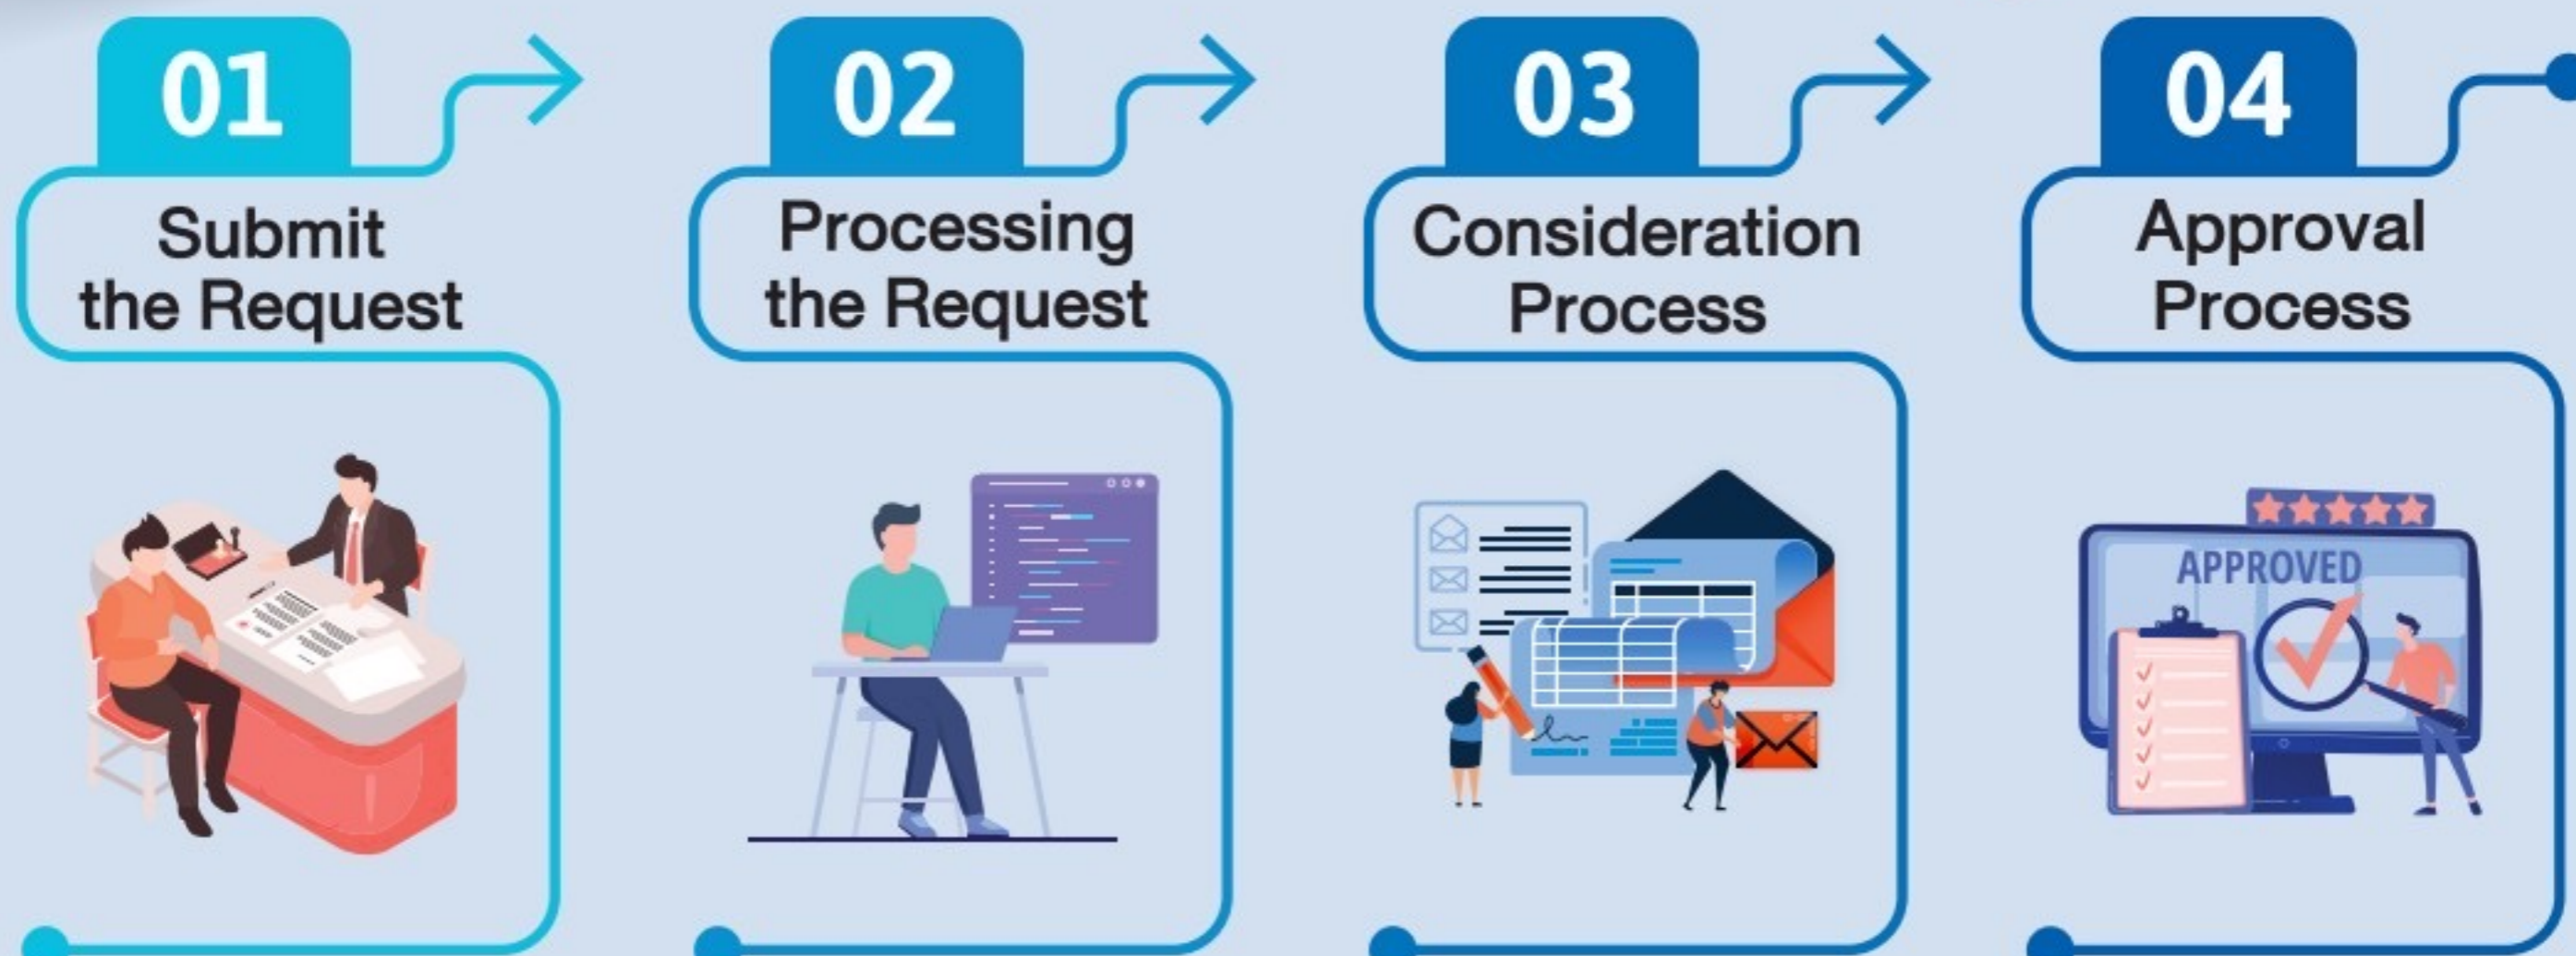 01
Submit
the Request
02
Processing
the Request
03
Consideration
Process
04
Approval
Process
APPROVED